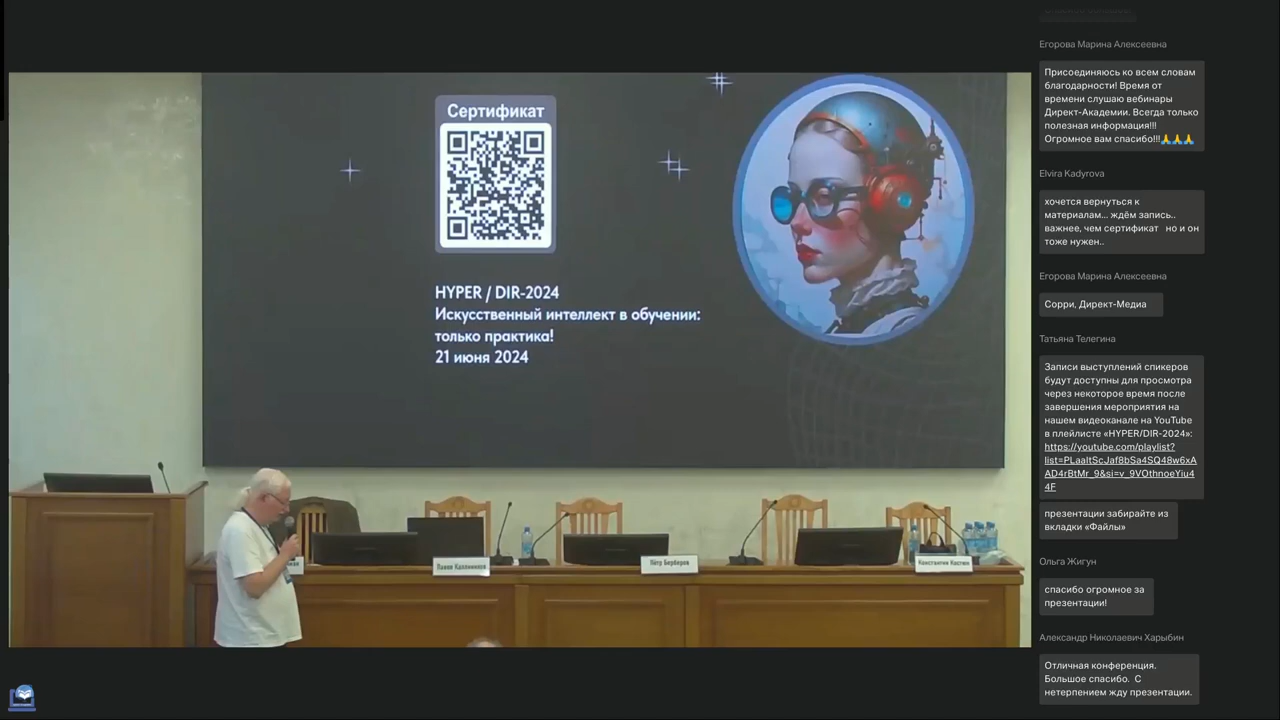 Сертификат
HYPER / DIR-2024
Искусственный интеллект в обучении:
только практика!
21 июня 2024
Панов Каллиников
Пётр Берберов
Константин Костюк
Егорова Марина Алексеевна
Присоединяюсь ко всем словам
благодарности! Время от
времени слушаю вебинары
Директ-Академии. Всегда только
полезная информация!!!
Огромное вам спасибо!!!🙏🙏🙏
Elvira Kadyrova
хочется вернуться к
материалам... ждём запись..
важнее, чем сертификат но и он
тоже нужен..
Егорова Марина Алексеевна
Сорри, Директ-Медиа
Татьяна Телегина
Записи выступлений спикеров
будут доступны для просмотра
через некоторое время после
завершения мероприятия на
нашем видеоканале на YouTube
в плейлисте «HYPER/DIR-2024»:
https://youtube.com/playlist?
list=PLaaItScJaf8bSa4SQ48w6xA
AD4rBtMr_9&si=v_9VOthnoeYiu4
4F
презентации забирайте из
вкладки «Файлы»
Ольга Жигун
спасибо огромное за
презентации!
Александр Николаевич Харыбин
Отличная конференция.
Большое спасибо. С
нетерпением жду презентации.